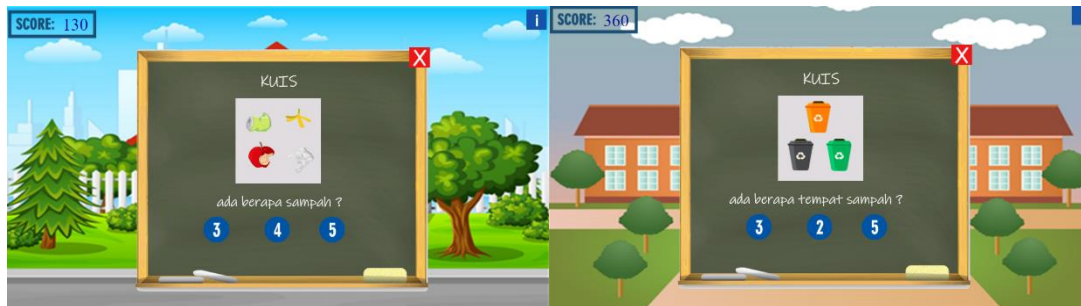 SCORE: 130
i
X
KUIS
ada berapa sampah ?
3 4 5
SCORE: 360
X
KUIS
ada berapa tempat sampah ?
3 2 5